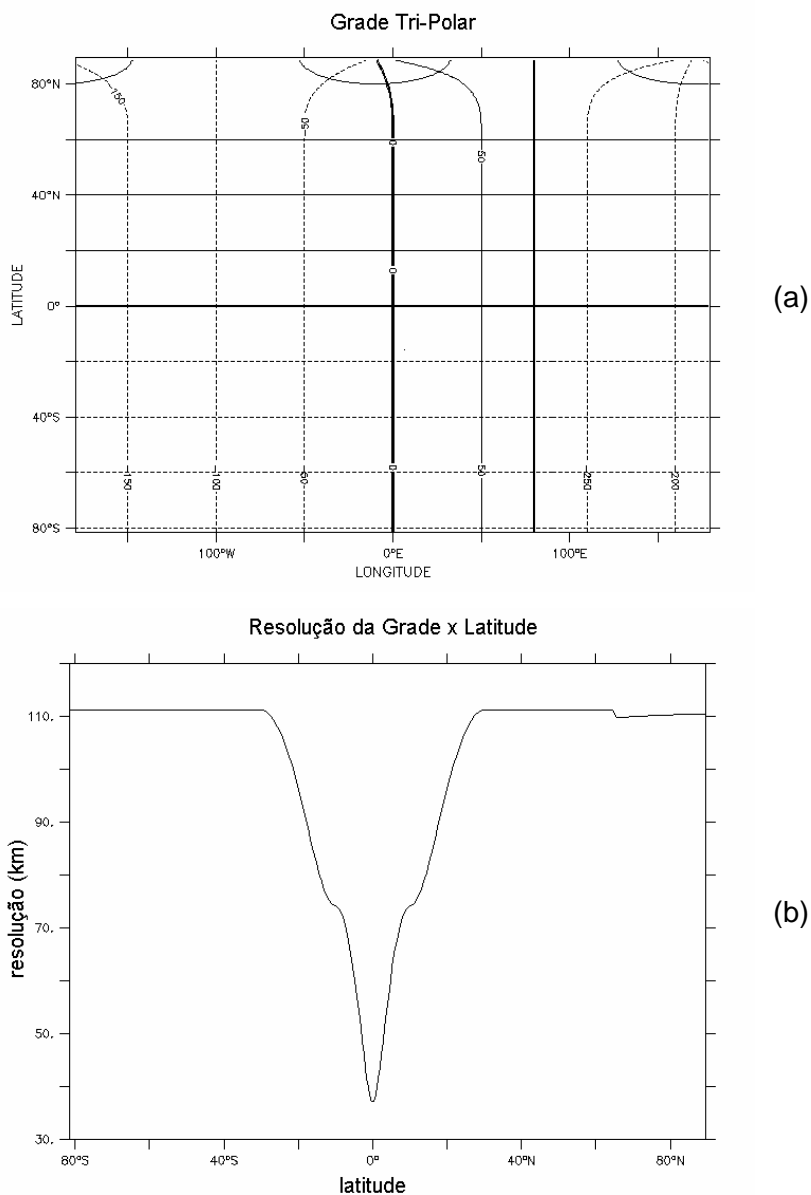 Grade Tri-Polar
80°N
40°N
0°
40°S
80°S
LATITUDE
150
50
0
50
0
0
50
50
150
100
250
200
100°W 0°E 100°E
LONGITUDE
(a)
Resolução da Grade x Latitude
110.
90.
70.
50.
30.
resolução (km)
80°S 40°S 0° 40°N 80°N
latitude
(b)